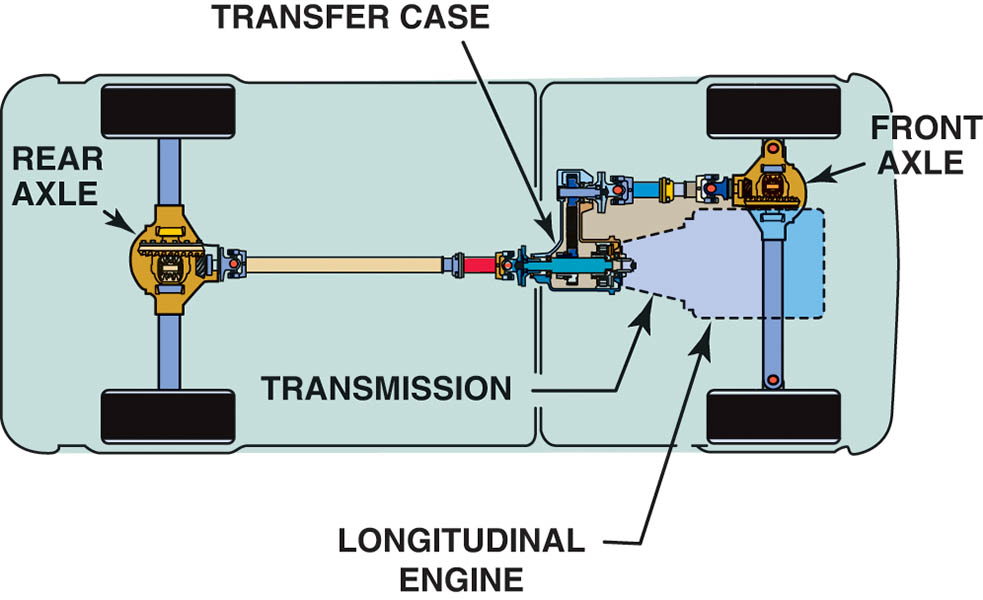 TRANSFER CASE
FRONT
AXLE
REAR
AXLE
TRANSMISSION
LONGITUDINAL
ENGINE